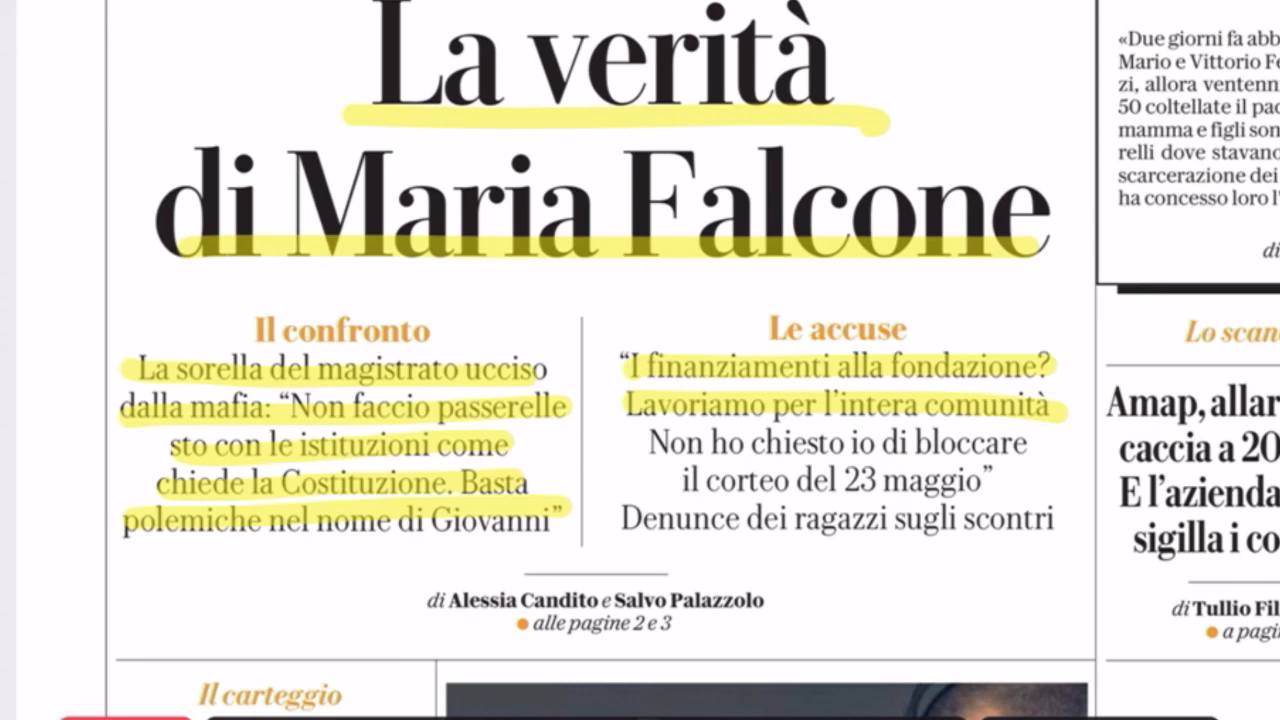 La verità
di Maria Falcone
Il confronto
La sorella del magistrato ucciso
dalla mafia: “Non faccio passerelle
sto con le istituzioni come
chiede la Costituzione. Basta
polemiche nel nome di Giovanni”
Le accuse
“I finanziamenti alla fondazione?
Lavoriamo per l’intera comunità
Non ho chiesto io di bloccare
il corteo del 23 maggio”
Denunce dei ragazzi sugli scontri
di Alessia Candito e Salvo Palazzolo
alle pagine 2 e 3
Il carteggio
«Due giorni fa abb
Mario e Vittorio Fe
zi, allora ventenni
50 coltellate il pad
mamma e figli son
relli dove stavano
scarcerazione dei
ha concesso loro l'
di
Lo scan
Amap, allar
caccia a 20
E l’azienda
sigilla i co
di Tullio Fil
a pagin